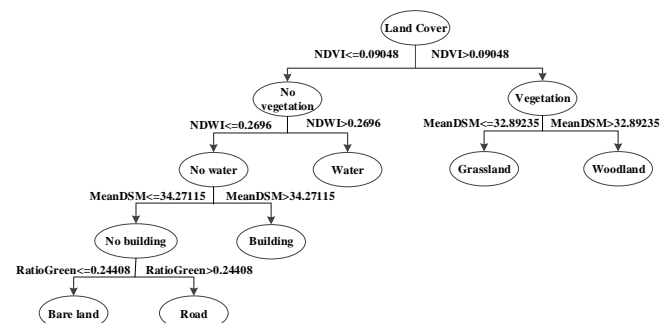 Land Cover
NDVI<=0.09048 NDVI>0.09048
No
vegetation
Vegetation
NDWI<=0.2696 NDWI>0.2696
MeanDSM<=32.89235 MeanDSM>32.89235
No water
Water
Grassland
Woodland
MeanDSM<=34.27115 MeanDSM>34.27115
No building
Building
RatioGreen<=0.24408 RatioGreen>0.24408
Bare land
Road